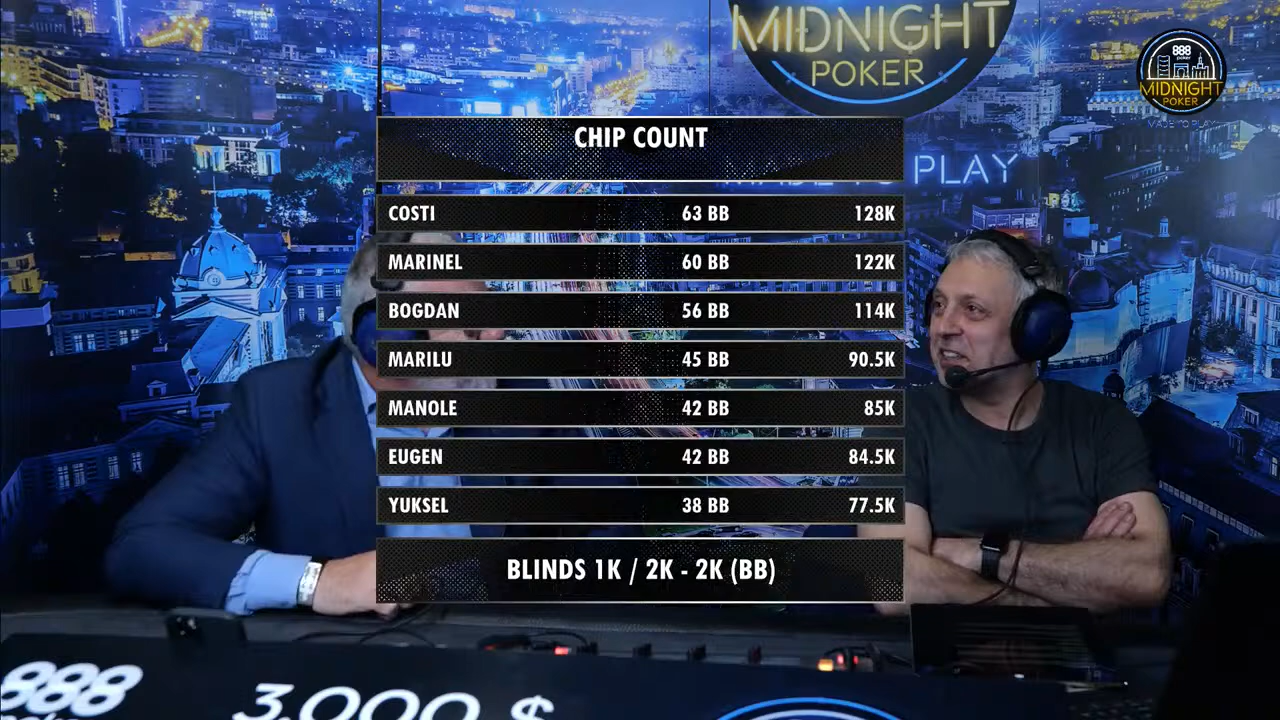 MIDNIGHT
POKER
888
poker
MIDNIGHT
POKER
CHIP COUNT
PLAY
COSTI 63 BB 128K
MARINEL 60 BB 122K
BOGDAN 56 BB 114K
MARILU 45 BB 90.5K
MANOLE 42 BB 85K
EUGEN 42 BB 84.5K
YUKSEL 38 BB 77.5K
BLINDS 1K / 2K - 2K (BB)
888
3.000 $